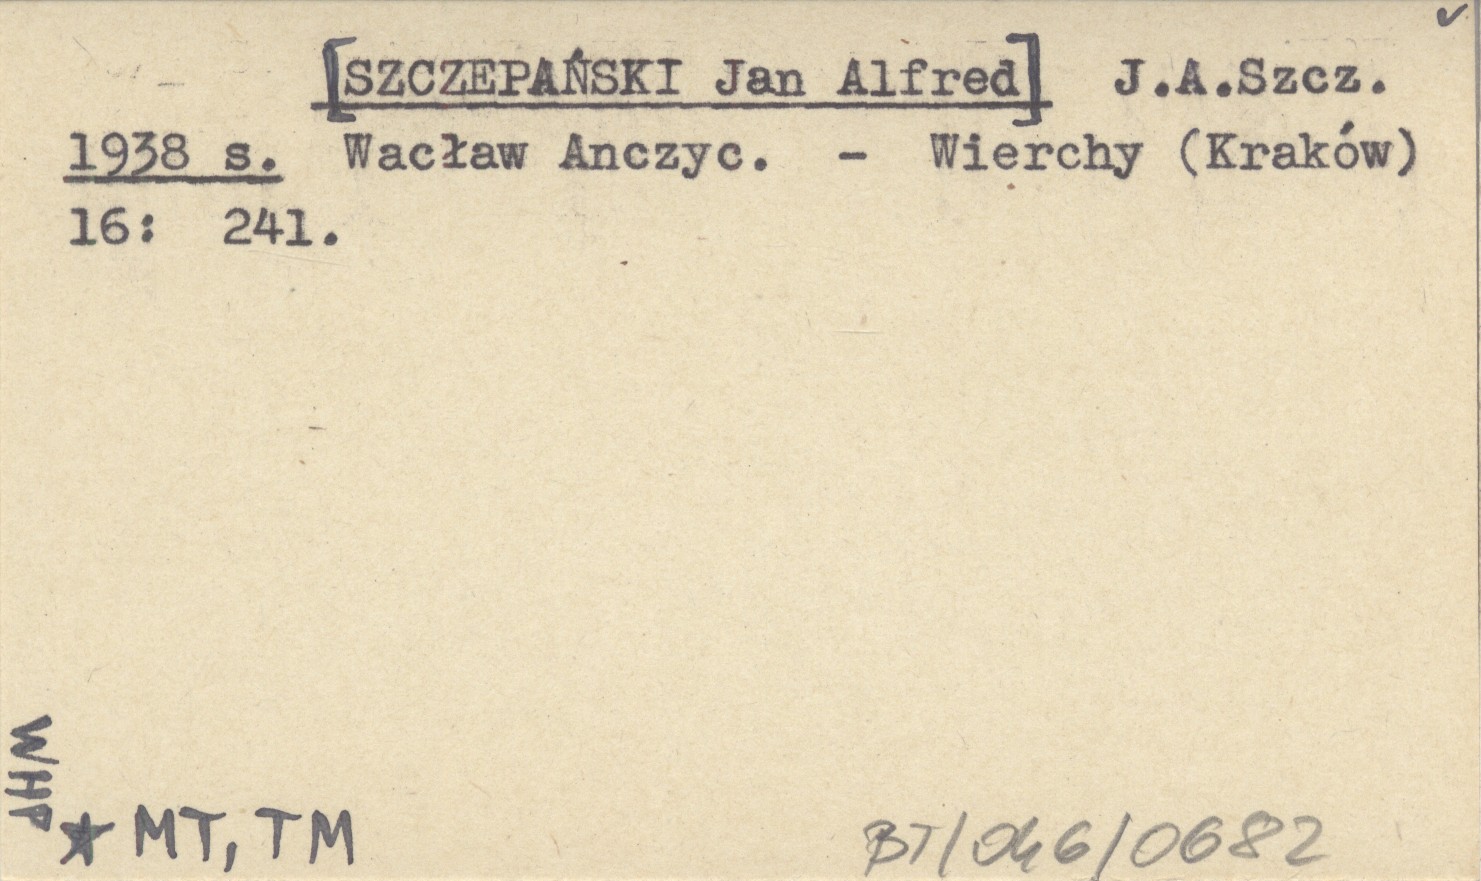 ✓
[SZCZEPAŃSKI Jan Alfred] J.A.Szcz.
1938 s. Wacław Anczyc. - Wierchy (Kraków)
16: 241.
WHP
★ MT, TM
BT/046/0682